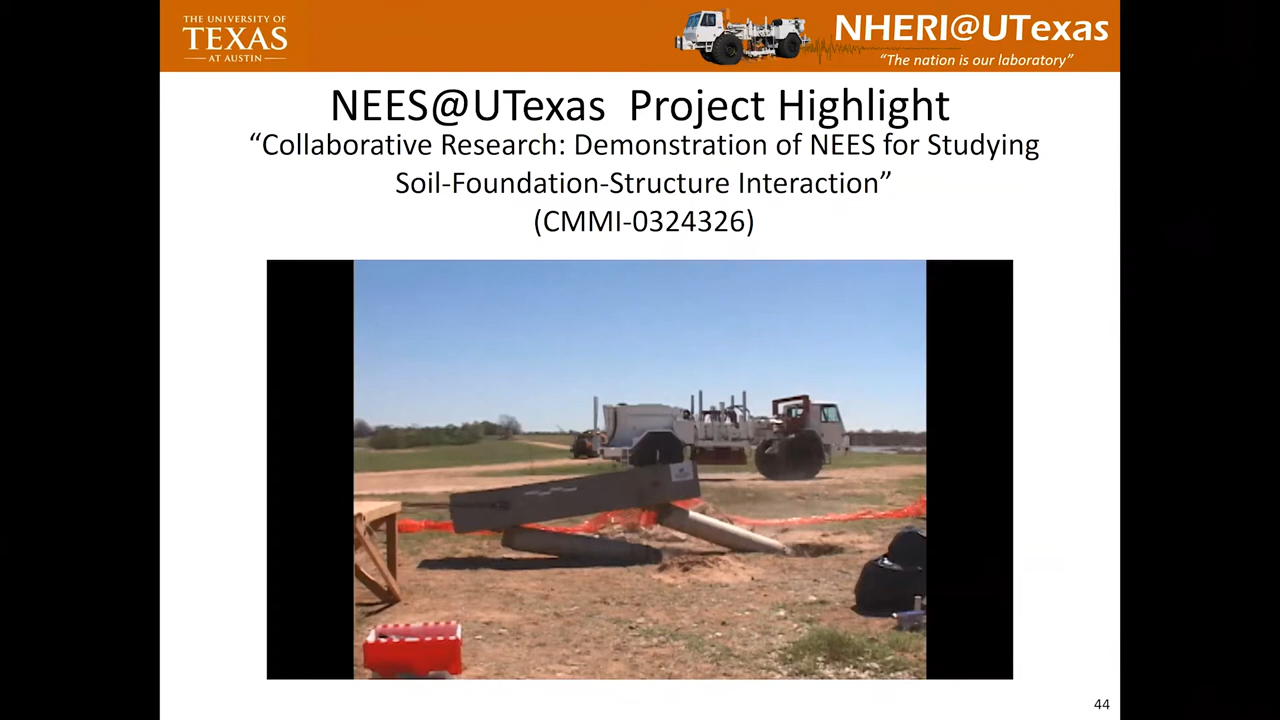 THE UNIVERSITY OF
TEXAS
AT AUSTIN
NHERI@UTexas
“The nation is our laboratory”
NEES@UTexas Project Highlight
“Collaborative Research: Demonstration of NEES for Studying
Soil-Foundation-Structure Interaction”
(CMMI-0324326)
44